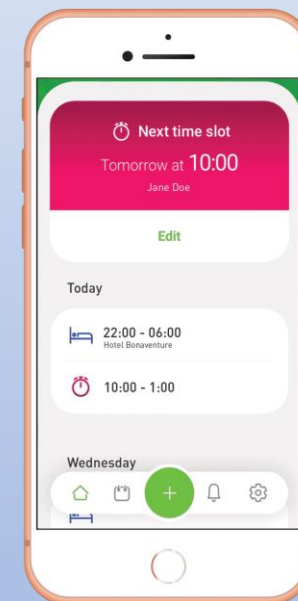 Next time slot
Tomorrow at 10:00
Jane Doe
Edit
Today
22:00 - 06:00
Hotel Bonaventure
10:00 - 1:00
Wednesday